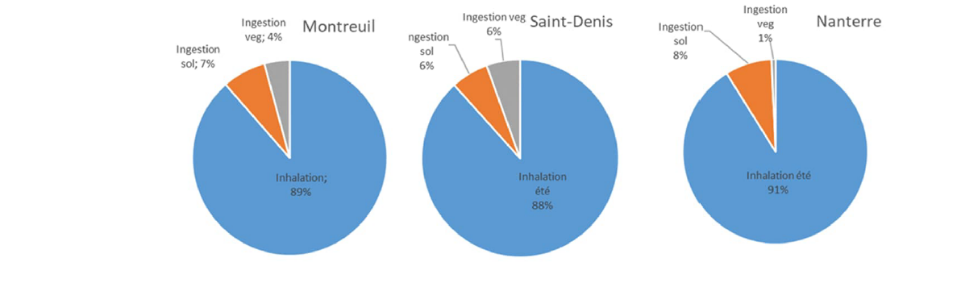 Montreuil
Ingestion
veg; 4%
Ingestion
sol; 7%
Inhalation;
89%
Saint-Denis
Ingestion veg
6%
ngestion
sol
6%
Inhalation
été
88%
Nanterre
Ingestion
veg
1%
Ingestion
sol
8%
Inhalation été
91%